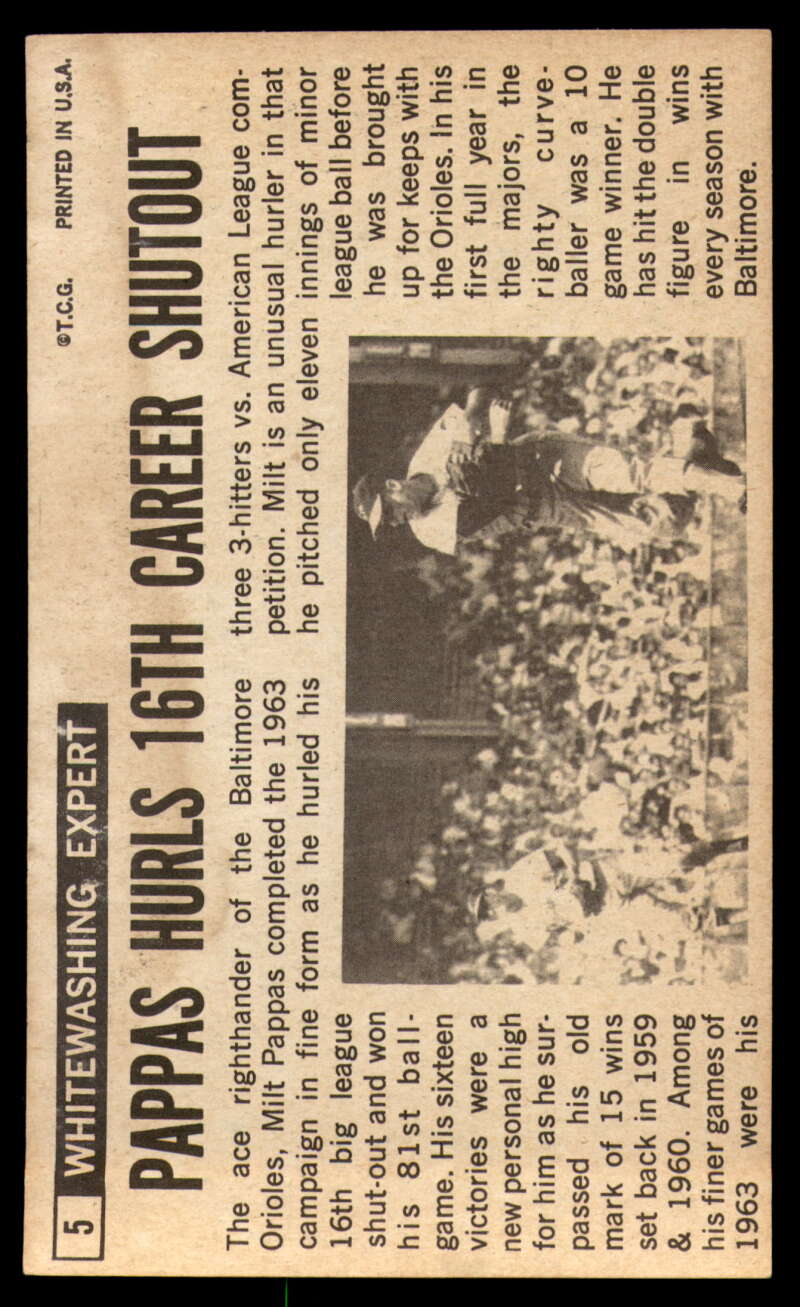 5 WHITEWASHING EXPERT
©T.C.G. PRINTED IN U.S.A.
PAPPAS HURLS 16TH CAREER SHUTOUT
The ace righthander of the Baltimore
Orioles, Milt Pappas completed the 1963
campaign in fine form as he hurled his
16th big league
shut-out and won
his 81st ball-
game. His sixteen
victories were a
new personal high
for him as he sur-
passed his old
mark of 15 wins
set back in 1959
& 1960. Among
his finer games of
1963 were his
three 3-hitters vs. American League com-
petition. Milt is an unusual hurler in that
he pitched only eleven innings of minor
league ball before
he was brought
up for keeps with
the Orioles. In his
first full year in
the majors, the
righty curve-
baller was a 10
game winner. He
has hit the double
figure in wins
every season with
Baltimore.